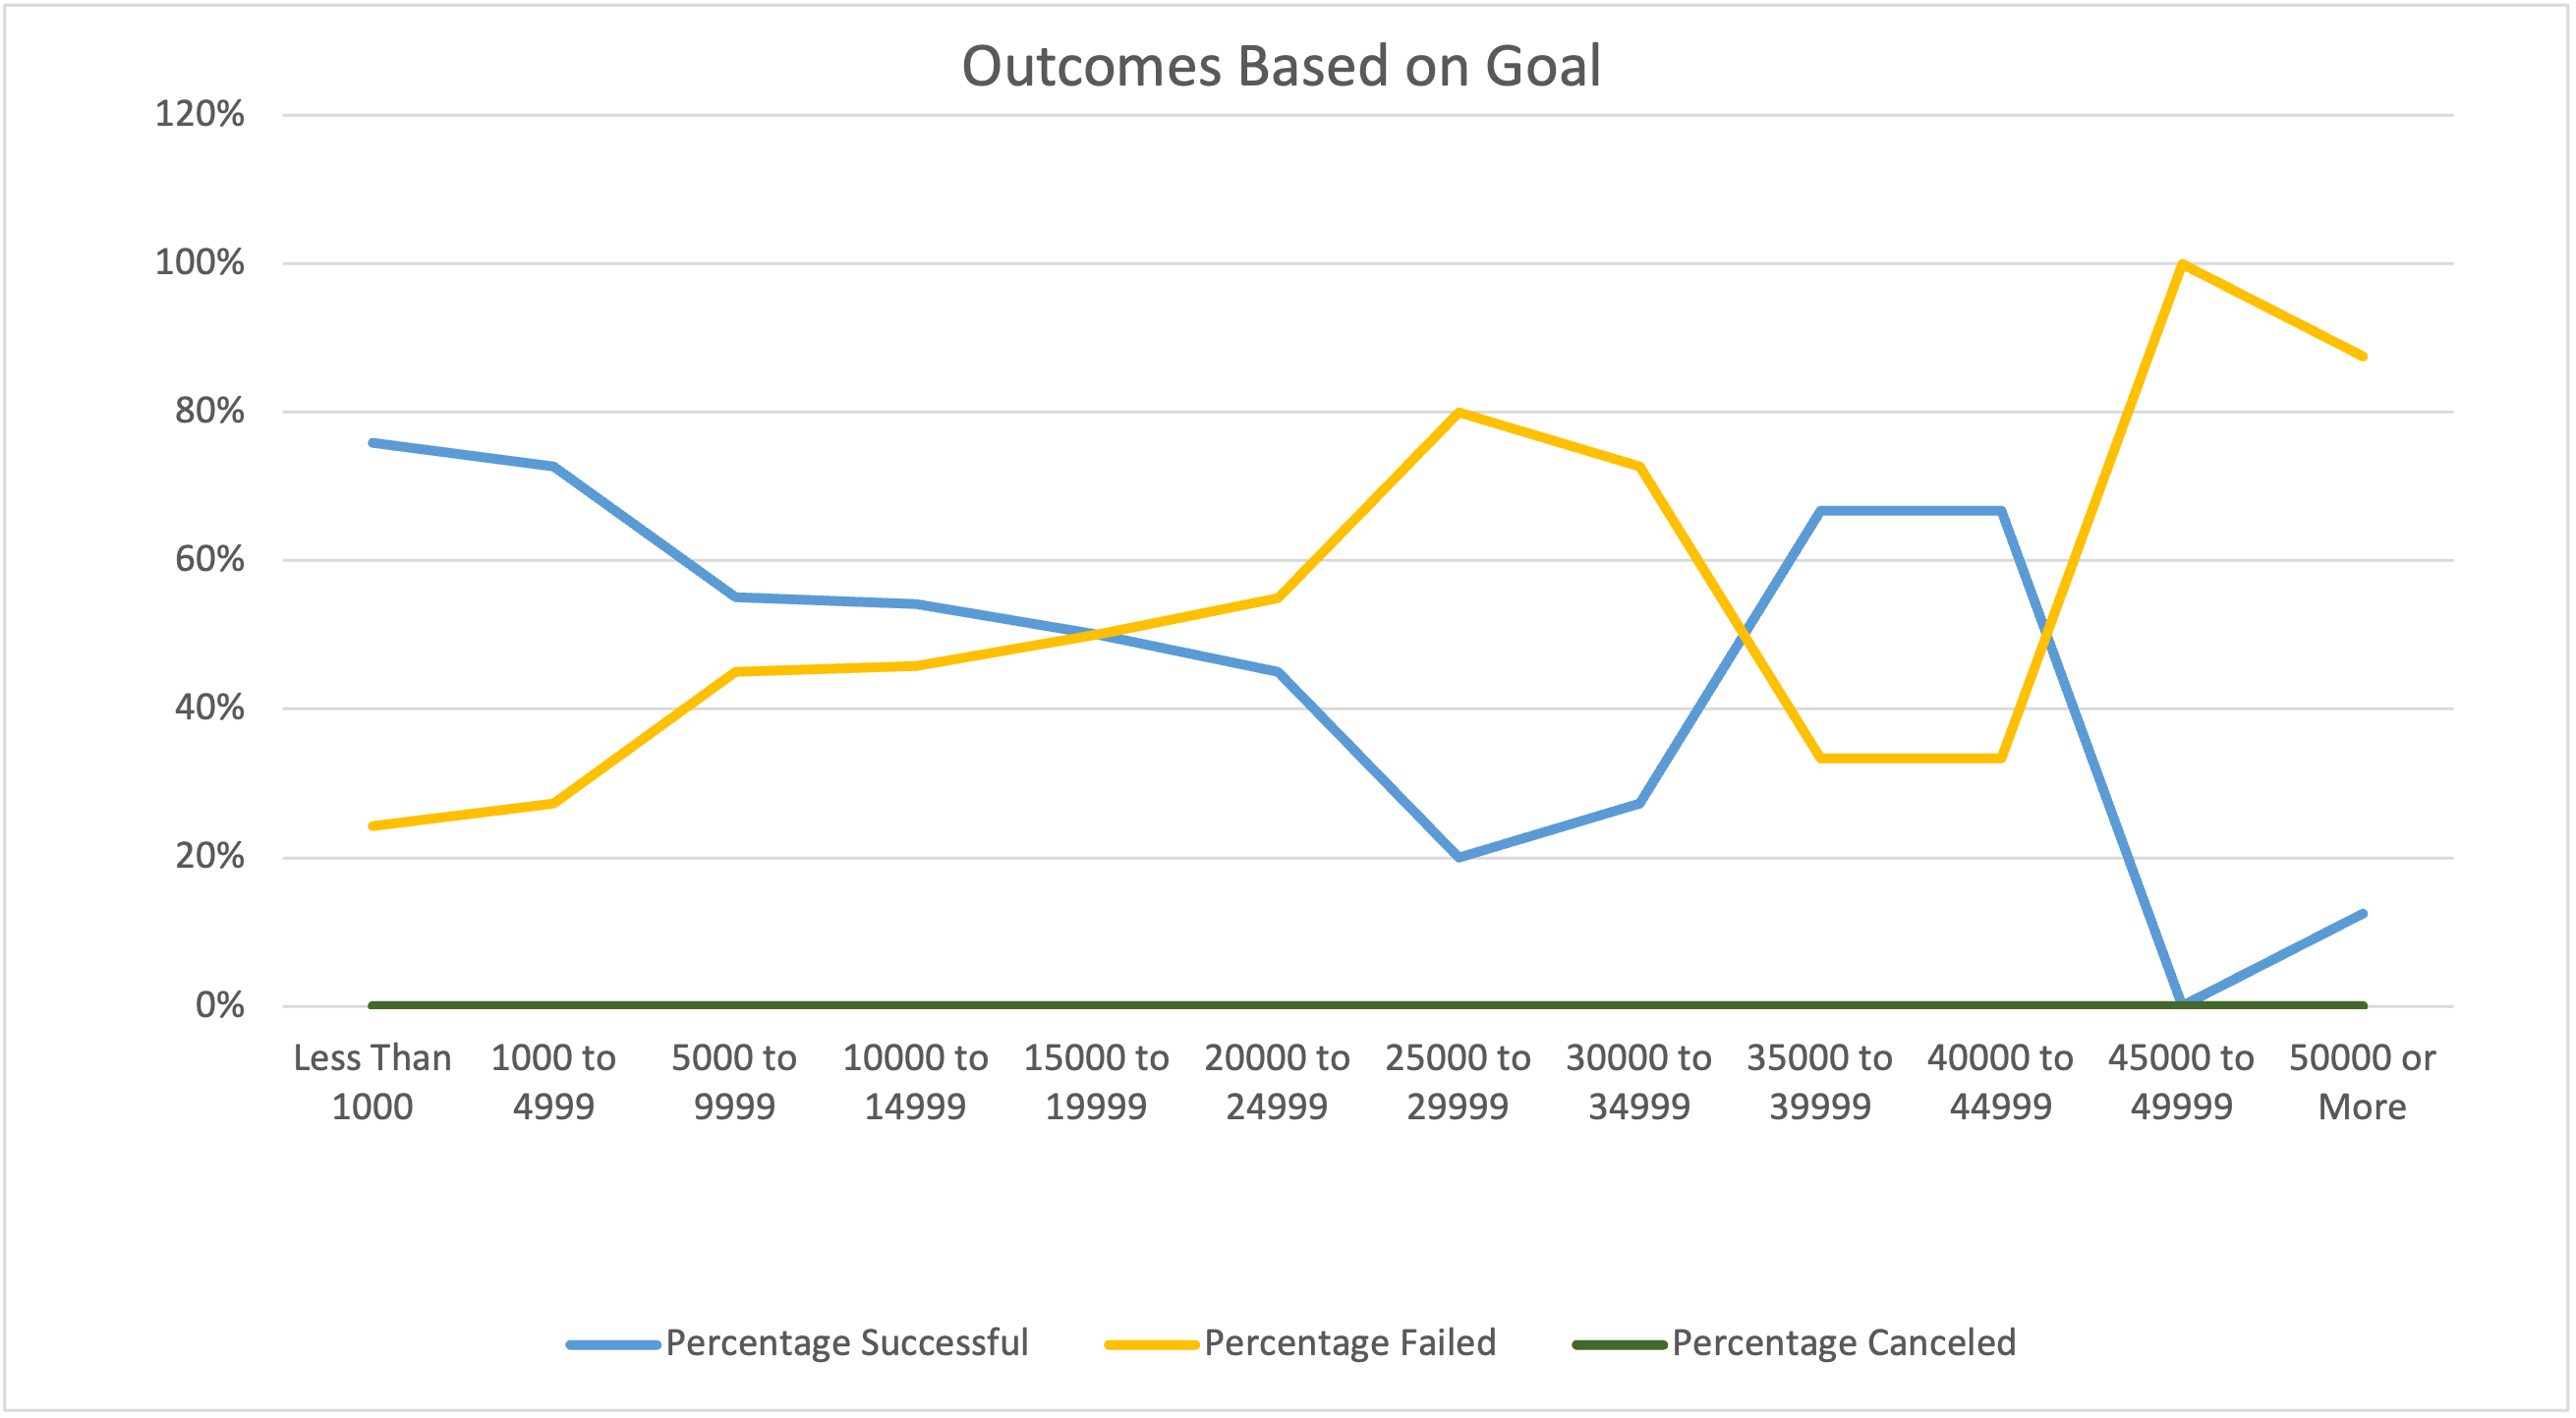 Outcomes Based on Goal
120%
100%
80%
60%
40%
20%
0%
Less Than
1000
1000 to
4999
5000 to
9999
10000 to
14999
15000 to
19999
20000 to
24999
25000 to
29999
30000 to
34999
35000 to
39999
40000 to
44999
45000 to
49999
50000 or
More
Percentage Successful
Percentage Failed
Percentage Canceled